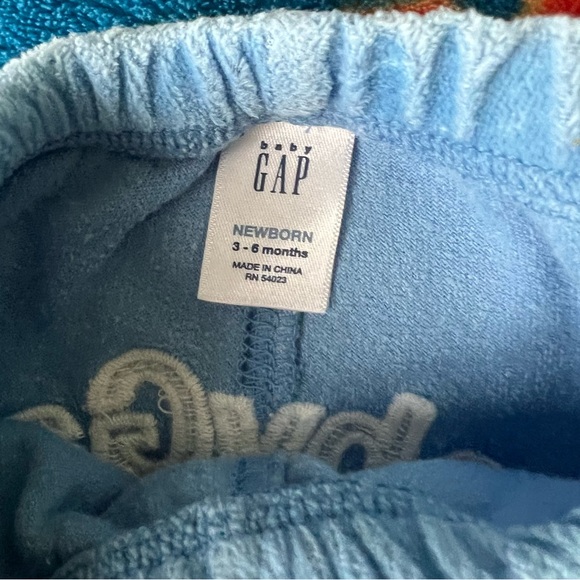 baby
GAP
NEWBORN
3 - 6 months
MADE IN CHINA
RN 54023